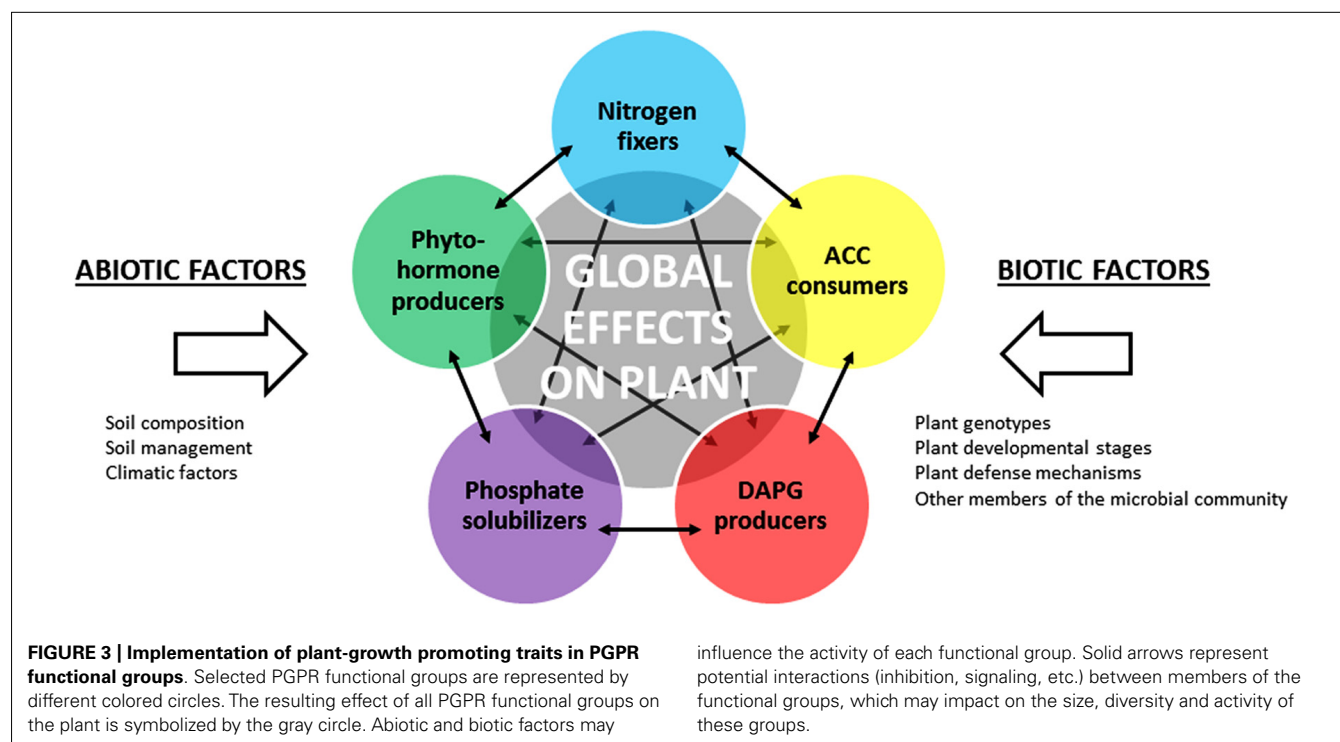 Nitrogen
fixers
Phyto-
hormone
producers
ACC
consumers
GLOBAL
EFFECTS
ON PLANT
Phosphate
solubilizers
DAPG
producers
ABIOTIC FACTORS
Soil composition
Soil management
Climatic factors
BIOTIC FACTORS
Plant genotypes
Plant developmental stages
Plant defense mechanisms
Other members of the microbial community
FIGURE 3 | Implementation of plant-growth promoting traits in PGPR
functional groups. Selected PGPR functional groups are represented by
different colored circles. The resulting effect of all PGPR functional groups on
the plant is symbolized by the gray circle. Abiotic and biotic factors may
influence the activity of each functional group. Solid arrows represent
potential interactions (inhibition, signaling, etc.) between members of the
functional groups, which may impact on the size, diversity and activity of
these groups.